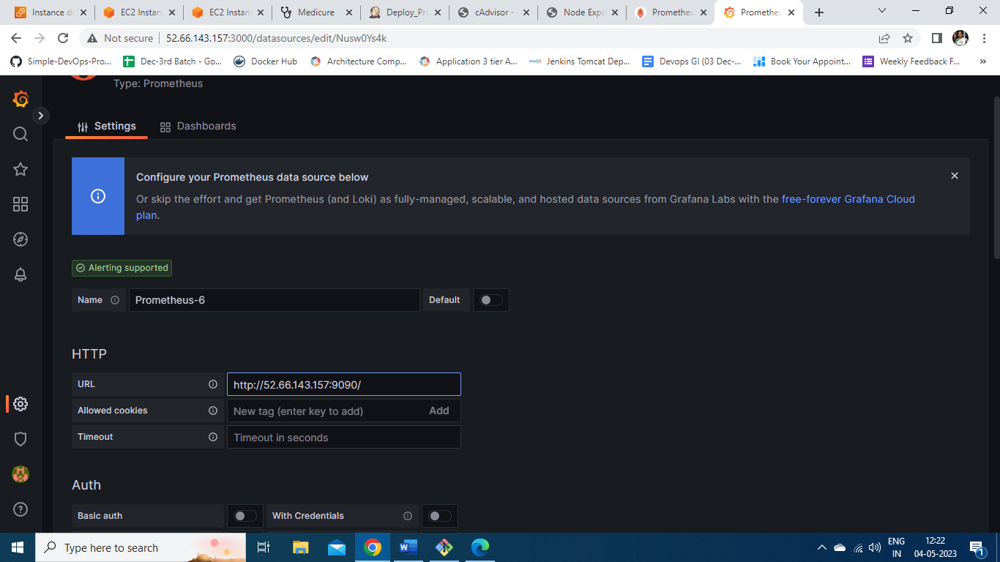 Instance de
EC2 Instan
EC2 Instan
Medicure
Deploy_Pro
cAdvisor -
Node Expo
Prometheu
Prometheu
Not secure
52.66.143.157:3000/datasources/edit/Nusw0Ys4k
Simple-DevOps-Pro...
Dec-3rd Batch - Go...
Docker Hub
Architecture Comp...
Application 3 tier A...
Jenkins Tomcat Dep...
Devops GI (03 Dec-...
Book Your Appoint...
Weekly Feedback F...
»
Type: Prometheus
Settings
Dashboards
Configure your Prometheus data source below
Or skip the effort and get Prometheus (and Loki) as fully-managed, scalable, and hosted data sources from Grafana Labs with the free-forever Grafana Cloud
plan.
Alerting supported
Name
Prometheus-6
Default
HTTP
URL
http://52.66.143.157:9090/
Allowed cookies
New tag (enter key to add)
Add
Timeout
Timeout in seconds
Auth
Basic auth
With Credentials
Type here to search
ENG
IN
12:22
04-05-2023
1